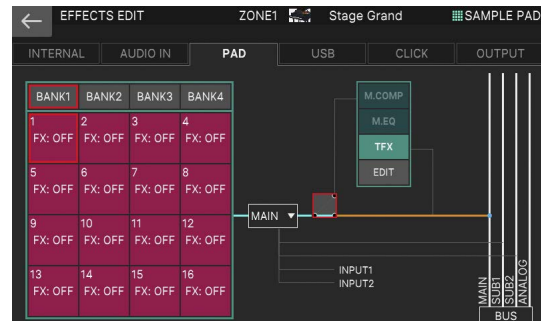 EFFECTS EDIT ZONE1 Stage Grand SAMPLE PAD
INTERNAL AUDIO IN PAD USB CLICK OUTPUT
BANK1 BANK2 BANK3 BANK4
1 2 3 4
FX: OFF FX: OFF FX: OFF FX: OFF
5 6 7 8
FX: OFF FX: OFF FX: OFF FX: OFF
9 10 11 12
FX: OFF FX: OFF FX: OFF FX: OFF
13 14 15 16
FX: OFF FX: OFF FX: OFF FX: OFF
MAIN
M.COMP
M.EQ
TFX
EDIT
INPUT1
INPUT2
MAIN
SUB1
SUB2
ANALOG
BUS